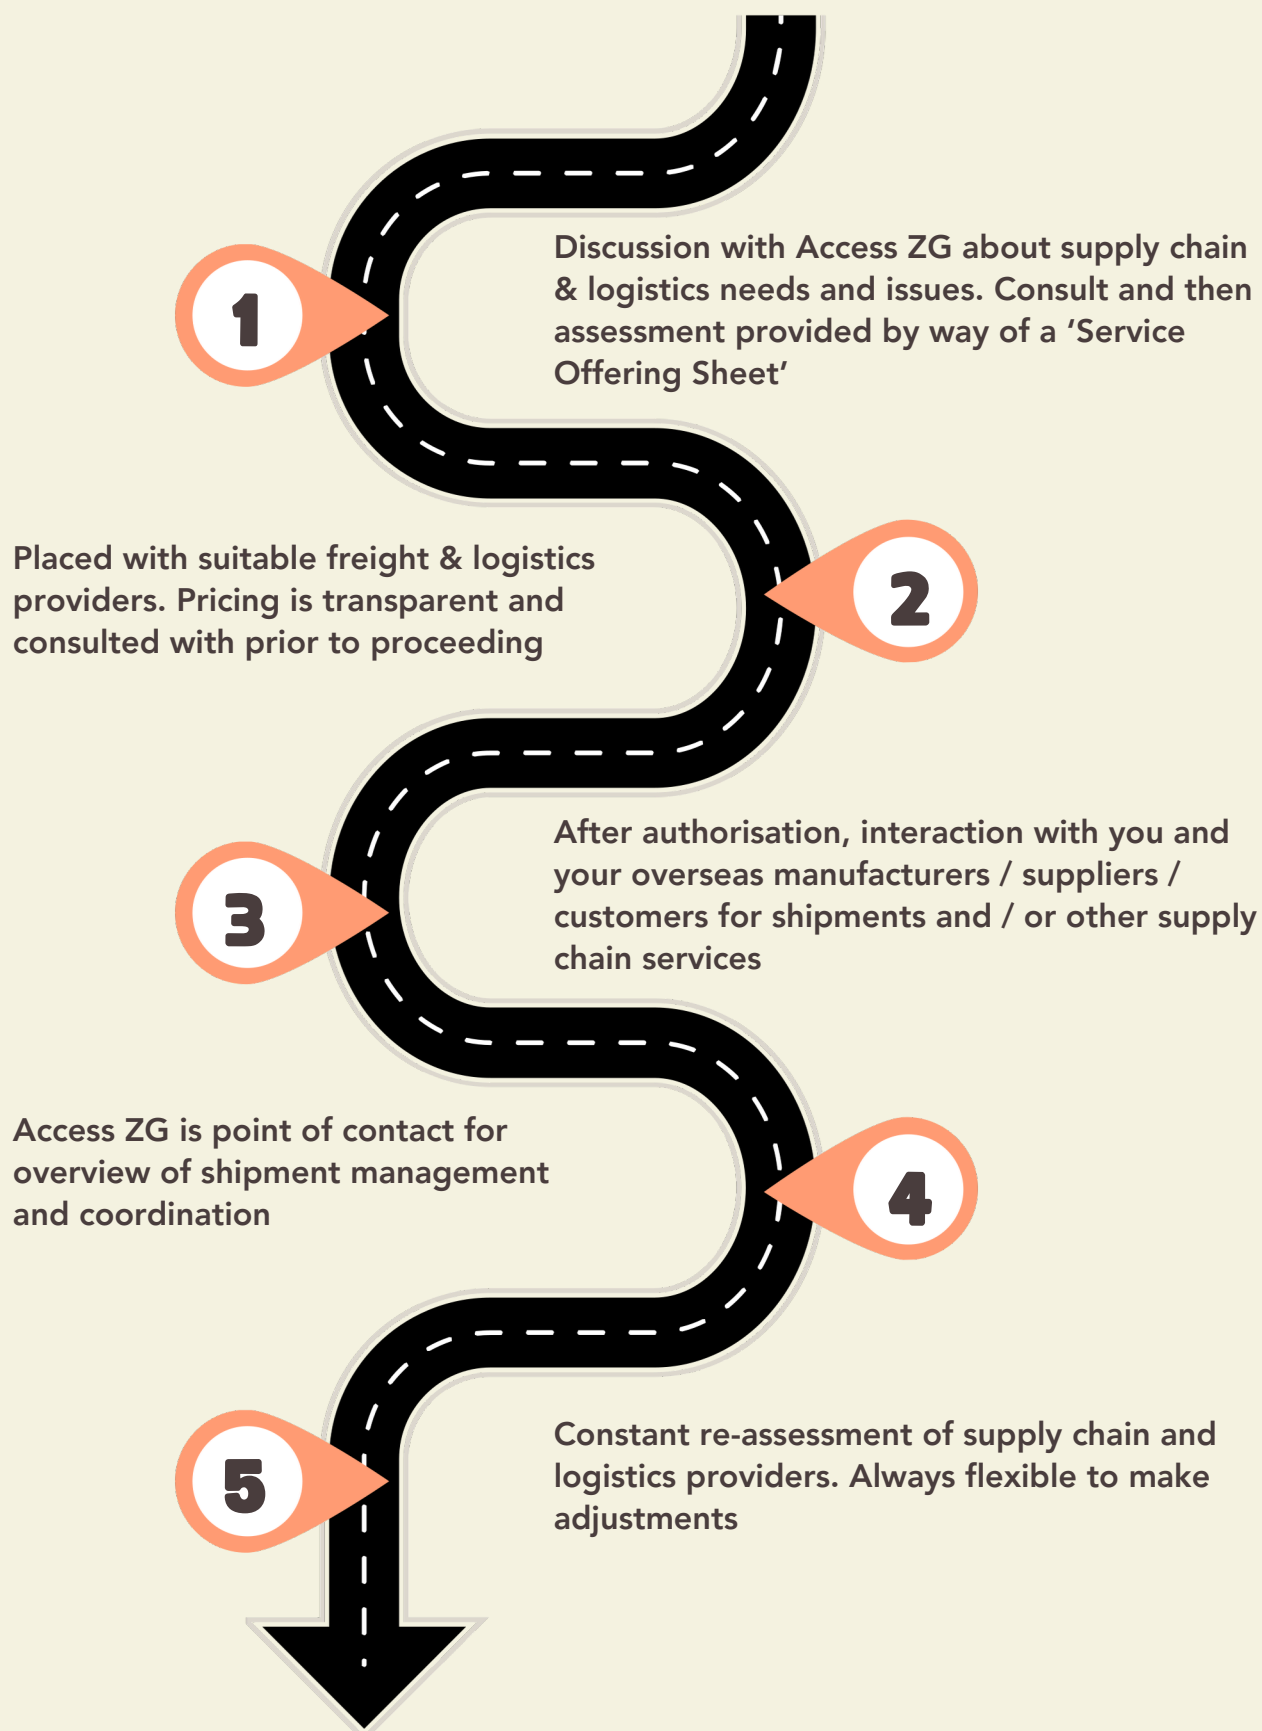 1
Discussion with Access ZG about supply chain
& logistics needs and issues. Consult and then
assessment provided by way of a ‘Service
Offering Sheet’
Placed with suitable freight & logistics
providers. Pricing is transparent and
consulted with prior to proceeding
2
3
After authorisation, interaction with you and
your overseas manufacturers / suppliers /
customers for shipments and / or other supply
chain services
Access ZG is point of contact for
overview of shipment management
and coordination
4
5
Constant re-assessment of supply chain and
logistics providers. Always flexible to make
adjustments